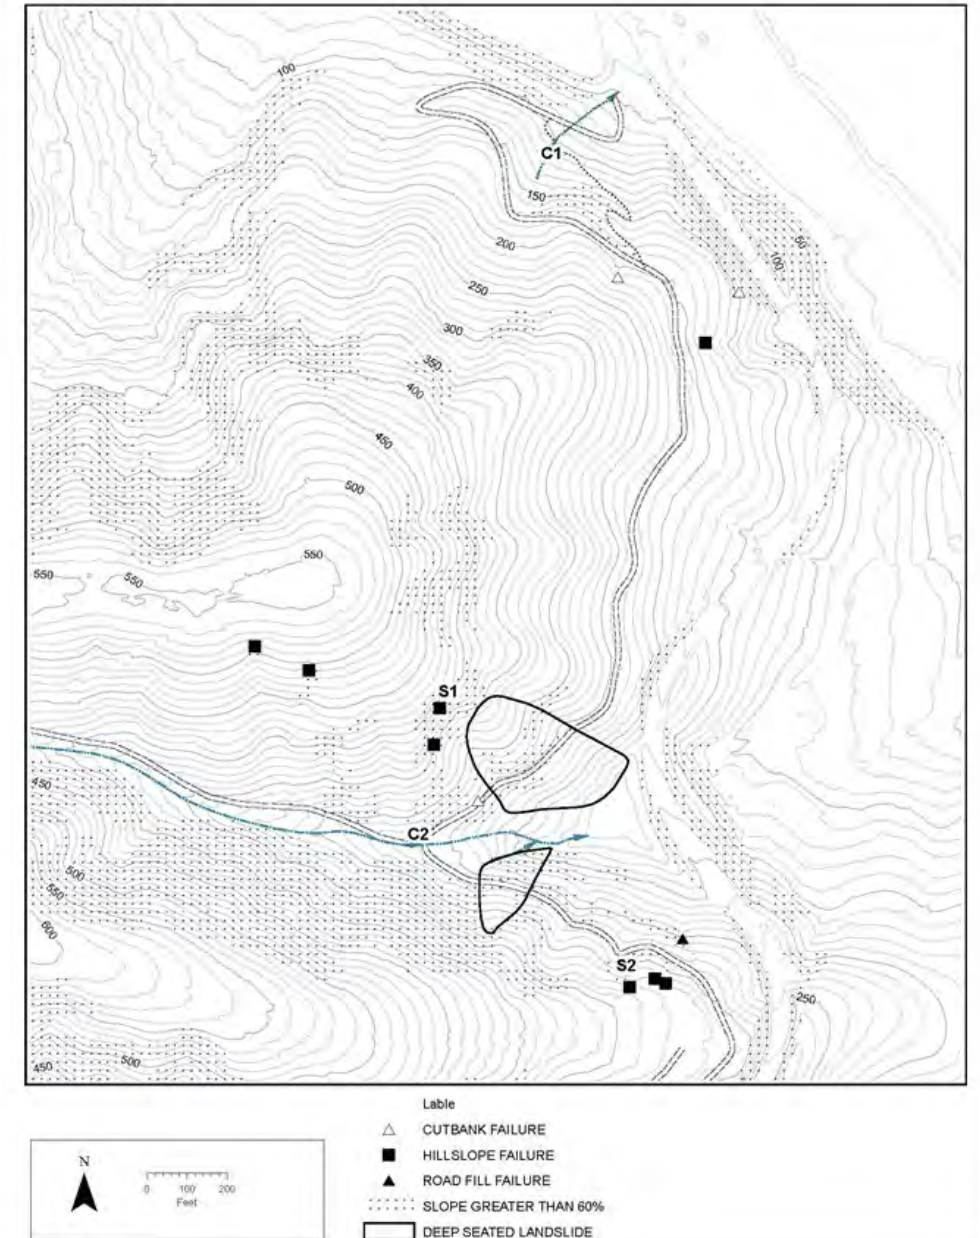 100
C1
150
200
50
100
250
300
350
400
450
500
550
550
550
S1
450
C2
500
550
600
S2
250
500
450
Lable
CUTBANK FAILURE
N
HILLSLOPE FAILURE
ROAD FILL FAILURE
0 100 200
Feet
SLOPE GREATER THAN 60%
DEEP SEATED LANDSLIDE